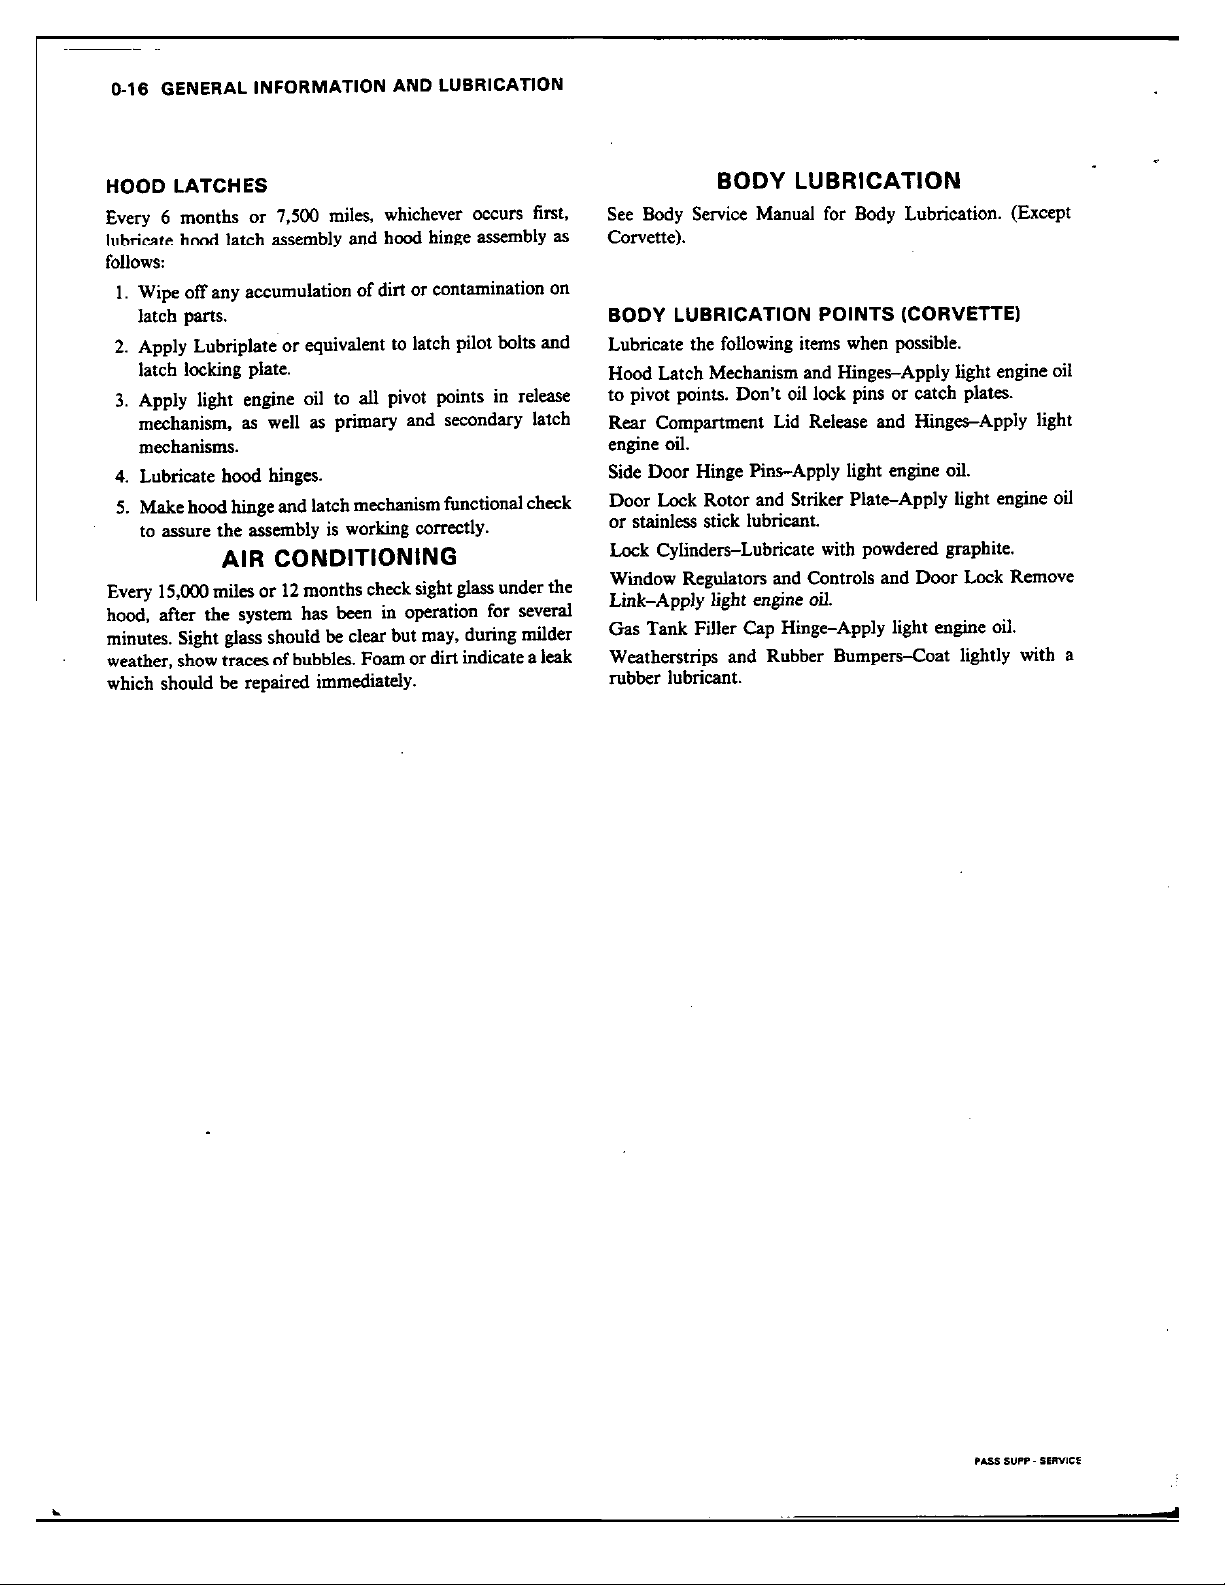 0-16 GENERAL INFORMATION AND LUBRICATION
HOOD LATCHES
Every 6 months or 7,500 miles, whichever occurs first,
lubricate hood latch assembly and hood hinge assembly as
follows:
1. Wipe off any accumulation of dirt or contamination on
latch parts.
2. Apply Lubriplate or equivalent to latch pilot bolts and
latch locking plate.
3. Apply light engine oil to all pivot points in release
mechanism, as well as primary and secondary latch
mechanisms.
4. Lubricate hood hinges.
5. Make hood hinge and latch mechanism functional check
to assure the assembly is working correctly.
AIR CONDITIONING
Every 15,000 miles or 12 months check sight glass under the
hood, after the system has been in operation for several
minutes. Sight glass should be clear but may, during milder
weather, show traces of bubbles. Foam or dirt indicate a leak
which should be repaired immediately.
BODY LUBRICATION
See Body Service Manual for Body Lubrication. (Except
Corvette).
BODY LUBRICATION POINTS (CORVETTE)
Lubricate the following items when possible.
Hood Latch Mechanism and Hinges–Apply light engine oil
to pivot points. Don't oil lock pins or catch plates.
Rear Compartment Lid Release and Hinges–Apply light
engine oil.
Side Door Hinge Pins–Apply light engine oil.
Door Lock Rotor and Striker Plate–Apply light engine oil
or stainless stick lubricant.
Lock Cylinders–Lubricate with powdered graphite.
Window Regulators and Controls and Door Lock Remove
Link–Apply light engine oil.
Gas Tank Filler Cap Hinge–Apply light engine oil.
Weatherstrips and Rubber Bumpers–Coat lightly with a
rubber lubricant.
PASS SUPP - SERVICE